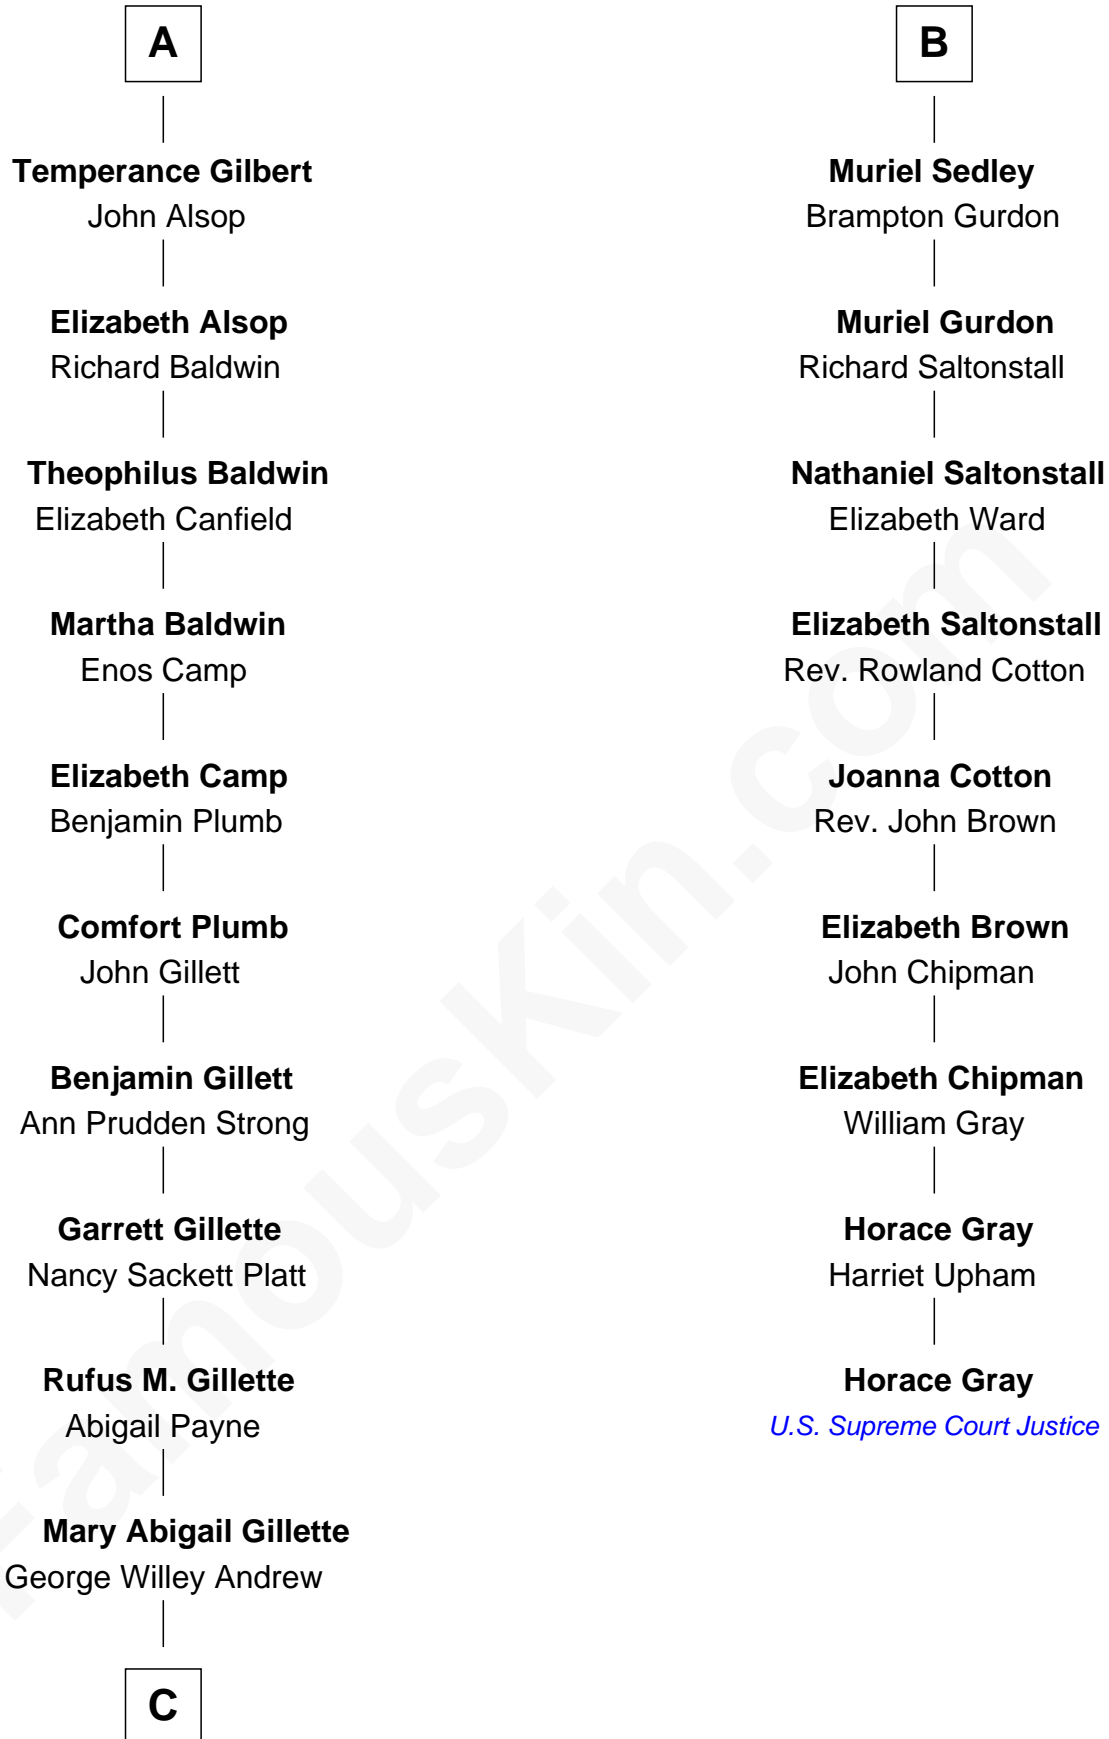 A
Temperance Gilbert
John Alsop
Elizabeth Alsop
Richard Baldwin
Theophilus Baldwin
Elizabeth Canfield
Martha Baldwin
Enos Camp
Elizabeth Camp
Benjamin Plumb
Comfort Plumb
John Gillett
Benjamin Gillett
Ann Prudden Strong
Garrett Gillette
Nancy Sackett Platt
Rufus M. Gillette
Abigail Payne
Mary Abigail Gillette
George Willey Andrew
C
B
Muriel Sedley
Brampton Gurdon
Muriel Gurdon
Richard Saltonstall
Nathaniel Saltonstall
Elizabeth Ward
Elizabeth Saltonstall
Rev. Rowland Cotton
Joanna Cotton
Rev. John Brown
Elizabeth Brown
John Chipman
Elizabeth Chipman
William Gray
Horace Gray
Harriet Upham
Horace Gray
U.S. Supreme Court Justice
FamousKin.com